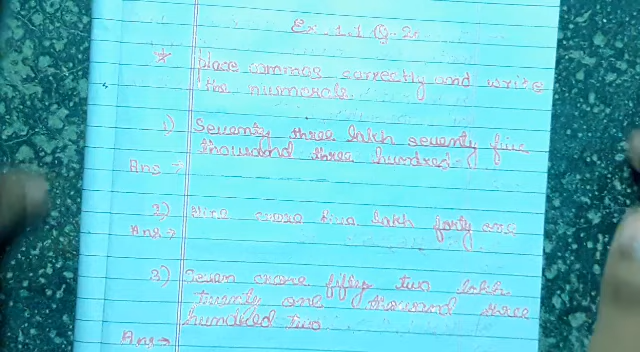 Ex 1.1 Q. 2.
* place commas correctly and write
the numerals.
1) Seventy three lakh seventy five
thousand three hundred
Ans →
2) Nine crore five lakh forty one
Ans →
3) Seven crore fifty two lakh
twenty one thousand three
hundred two
Ans →